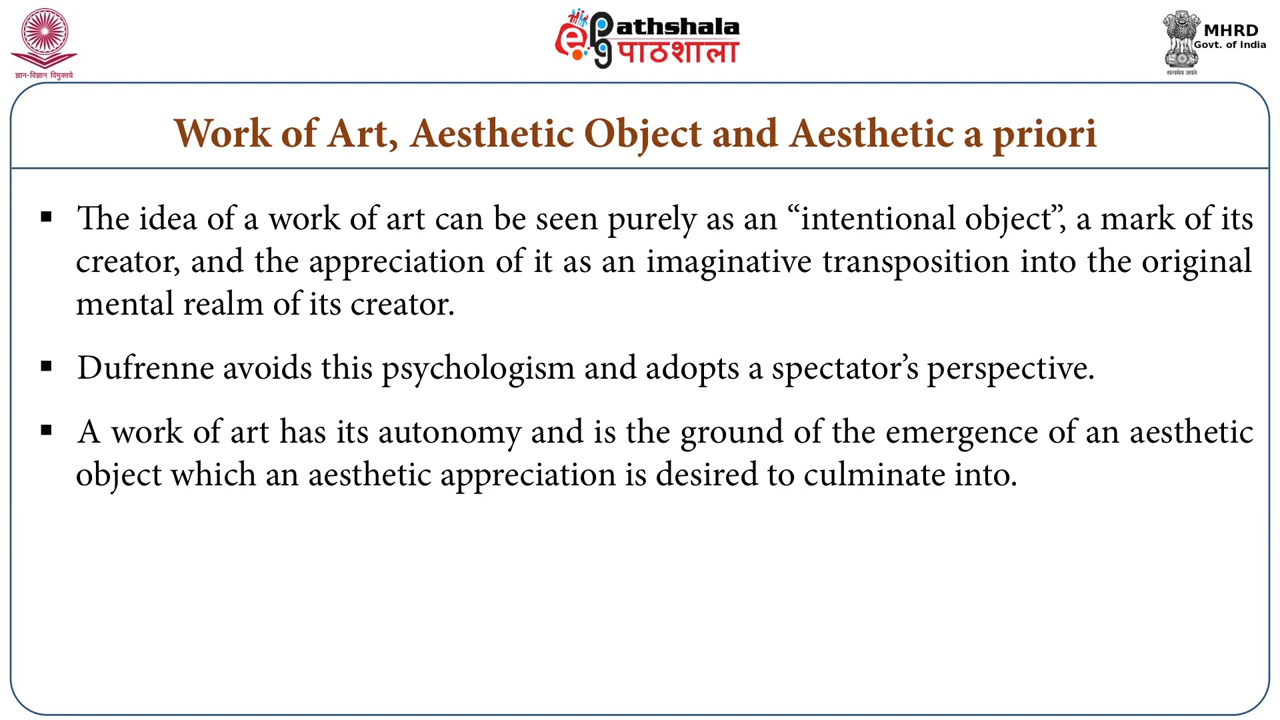 ज्ञान-विज्ञान विमुक्तये
ePathshala
पाठशाला
MHRD
Govt. of India
सत्यमेव जयते
Work of Art, Aesthetic Object and Aesthetic a priori
▪ The idea of a work of art can be seen purely as an “intentional object”, a mark of its
creator, and the appreciation of it as an imaginative transposition into the original
mental realm of its creator.
▪ Dufrenne avoids this psychologism and adopts a spectator’s perspective.
▪ A work of art has its autonomy and is the ground of the emergence of an aesthetic
object which an aesthetic appreciation is desired to culminate into.